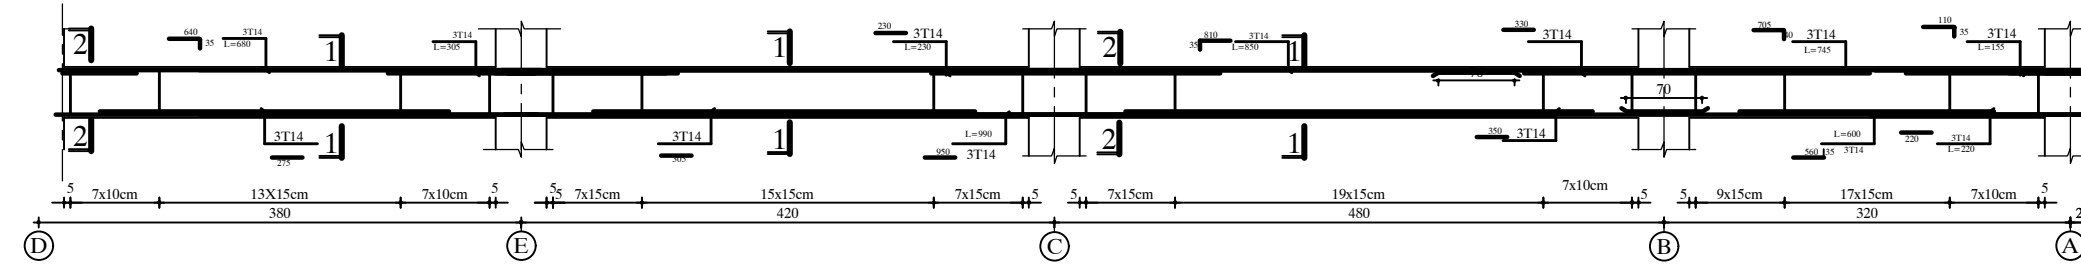 2 640 35 3T14 L=680 1 3T14 L=305 1 230 3T14 L=230 2 810 35 3T14 L=850 1 330 3T14 705 3T14 L=745 110 35 3T14 L=155
70
2 3T14 275 1 3T14 1 L=990 950 3T14 2 1 350 3T14 L=600 560 35 3T14 220 3T14 L=220
5 7x10cm 13X15cm 7x10cm 5 5 5 7x15cm 15x15cm 7x15cm 5 5 7x15cm 19x15cm 7x10cm 5 5 9x15cm 17x15cm 7x10cm 5
380 420 480 320 2
D E C B A